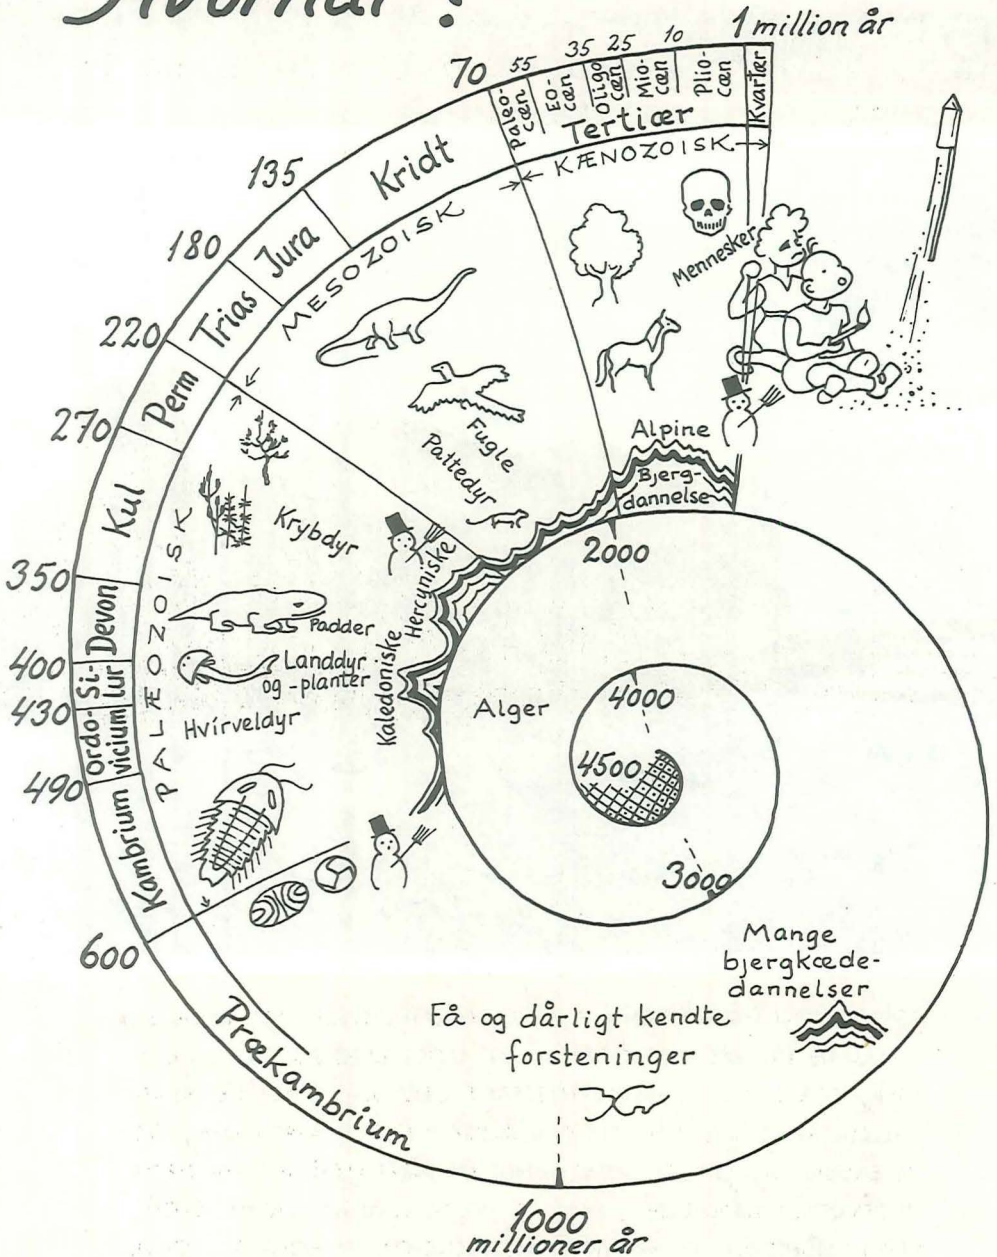 Hvornår?
1 million år
70
55
35
25
10
Paleo-
cæn
Eo-
cæn
Oligo
cæn
Mio-
cæn
Plio-
cæn
Kvartær
Tertiær
KÆNOZOISK
135
Kridt
180
Jura
MESOZOISK
220
Trias
270
Perm
Kul
350
Devon
400
Si-
lur
430
Ordo-
vicium
490
Kambrium
600
PALÆOZOISK
Prækambrium
Mennesker
Fugle
Pattedyr
Krybdyr
Padder
Landdyr
og -planter
Hvirveldyr
Alpine
Bjerg-
dannelse
Hercyniske
Kaledoniske
2000
Alger
4000
4500
3000
Mange
bjergkæde-
dannelser
Få og dårligt kendte
forsteninger
1000
millioner år